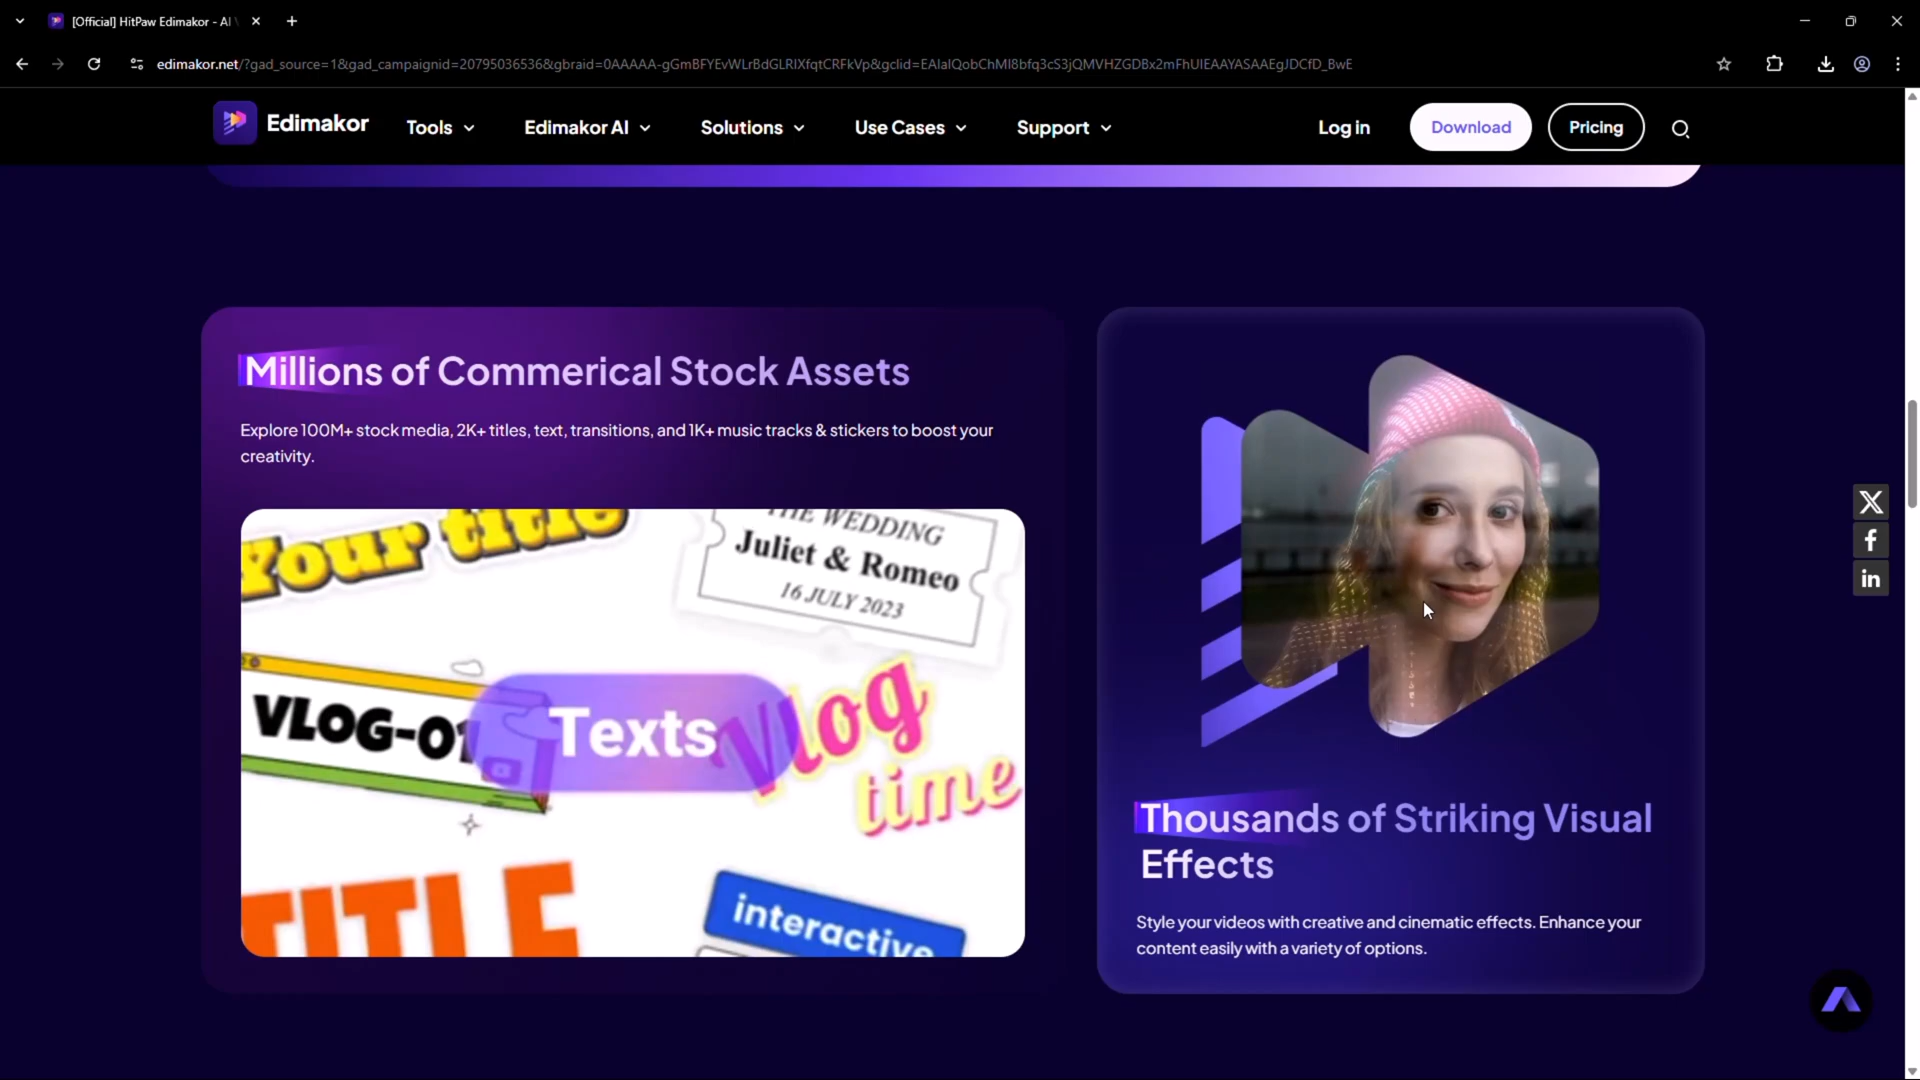 [Official] HitPaw Edimakor - AI
edimakor.net/?gad_source=1&gad_campaignid=20795036536&gbraid=0AAAAA-gGmBFYEvWLrBdGLRIXfqtCRFkVp&gclid=EAIaIQobChMI8bfq3cS3jQMVHZGDBx2mFhUIEAAYASAAEgJDCfD_BwE
Edimakor
Tools
Edimakor AI
Solutions
Use Cases
Support
Log in
Download
Pricing
Millions of Commerical Stock Assets
Explore 100M+ stock media, 2K+ titles, text, transitions, and 1K+ music tracks & stickers to boost your
creativity.
Your title
THE WEDDING
Juliet & Romeo
16 JULY 2023
VLOG-01
Texts
Vlog
time
TITLE
interactive
Thousands of Striking Visual
Effects
Style your videos with creative and cinematic effects. Enhance your
content easily with a variety of options.
X
f
in